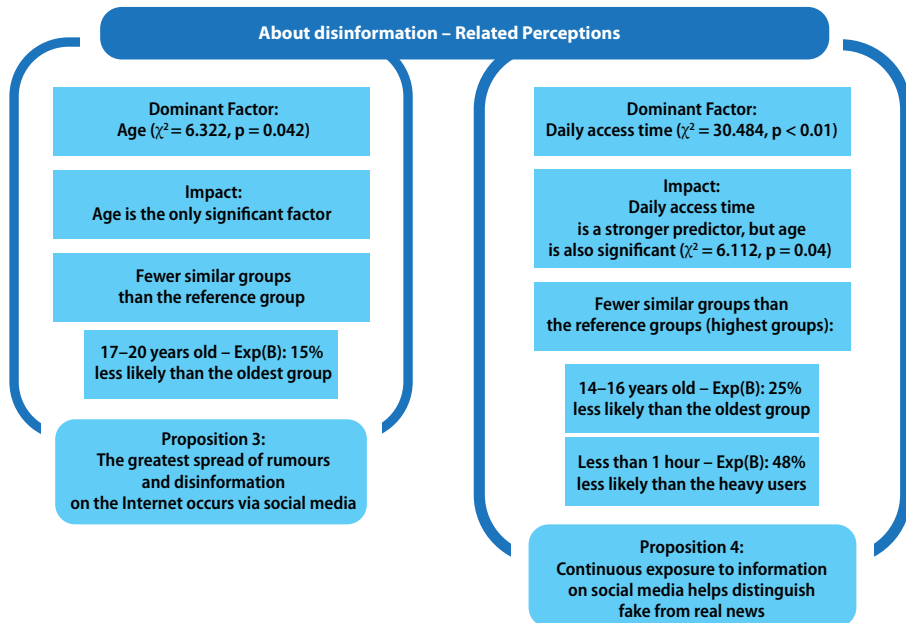 About disinformation – Related Perceptions
Dominant Factor:
Age (χ² = 6.322, p = 0.042)
Impact:
Age is the only significant factor
Fewer similar groups
than the reference group
17–20 years old – Exp(B): 15%
less likely than the oldest group
Proposition 3:
The greatest spread of rumours
and disinformation
on the Internet occurs via social media
Dominant Factor:
Daily access time (χ² = 30.484, p < 0.01)
Impact:
Daily access time
is a stronger predictor, but age
is also significant (χ² = 6.112, p = 0.04)
Fewer similar groups than
the reference groups (highest groups):
14–16 years old – Exp(B): 25%
less likely than the oldest group
Less than 1 hour – Exp(B): 48%
less likely than the heavy users
Proposition 4:
Continuous exposure to information
on social media helps distinguish
fake from real news